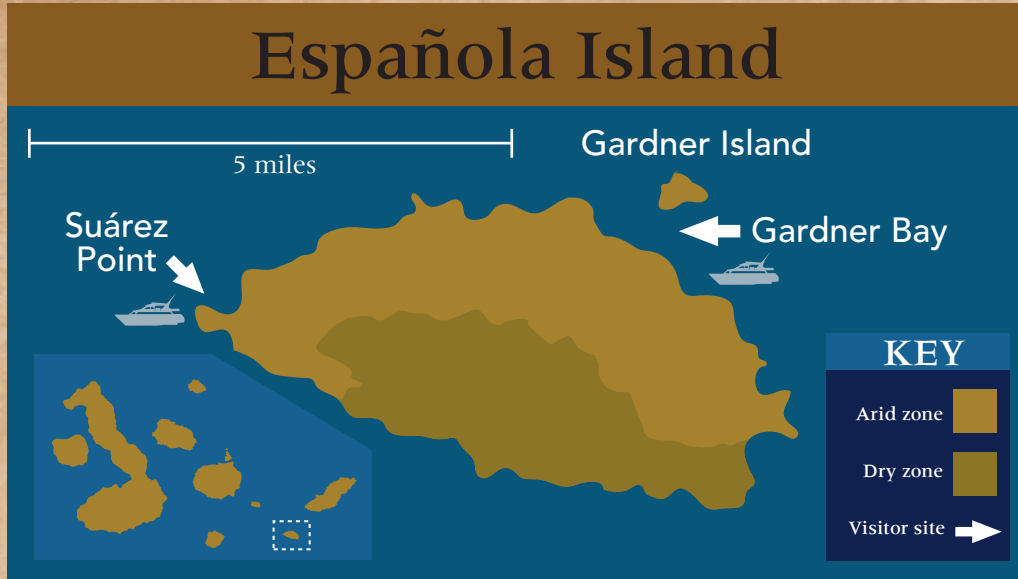 Española Island
5 miles
Gardner Island
Suárez
Point
Gardner Bay
KEY
Arid zone
Dry zone
Visitor site